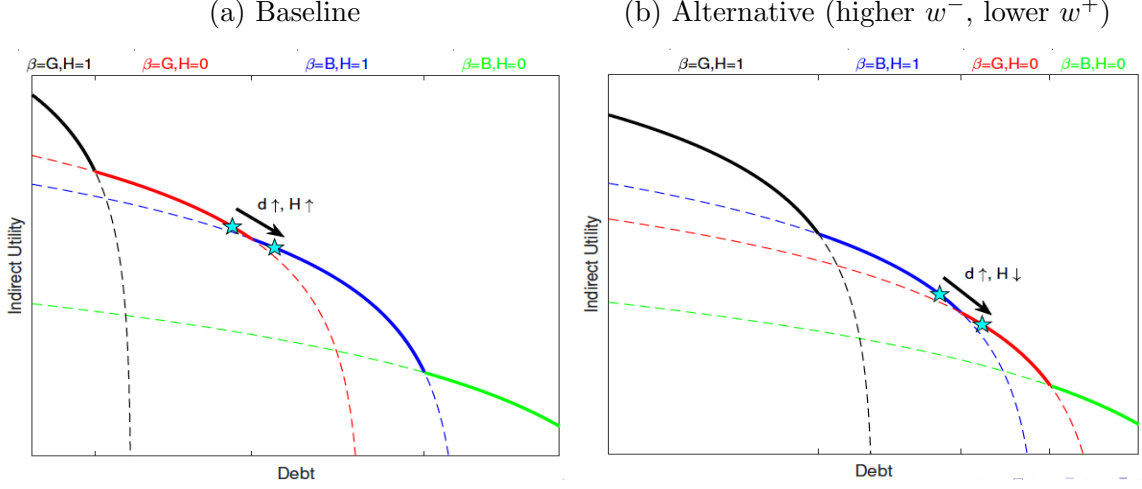 (a) Baseline
β=G,H=1 β=G,H=0 β=B,H=1 β=B,H=0
d ↑, H ↑
Indirect Utility
Debt
(b) Alternative (higher w⁻, lower w⁺)
β=G,H=1 β=B,H=1 β=G,H=0 β=B,H=0
d ↑, H ↓
Indirect Utility
Debt